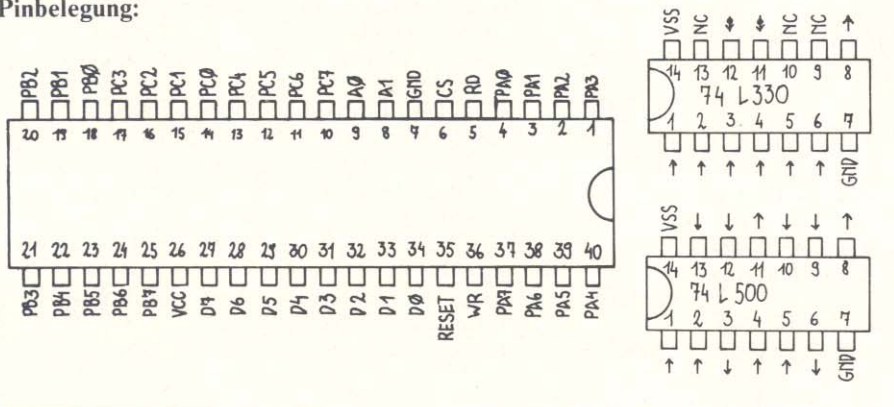 Pinbelegung:
PB2 PB1 PBØ PC3 PC2 PC1 PCØ PC4 PC5 PC6 PC7 AØ A1 GND CS RD PAØ PA1 PA2 PA3
20 19 18 17 16 15 14 13 12 11 10 9 8 7 6 5 4 3 2 1
21 22 23 24 25 26 27 28 29 30 31 32 33 34 35 36 37 38 39 40
PB3 PB4 PB5 PB6 PB7 VCC D7 D6 D5 D4 D3 D2 D1 DØ RESET WR PA7 PA6 PA5 PA4
VSS NC ↡ ↡ NC NC ↑
14 13 12 11 10 9 8
74 L330
1 2 3 4 5 6 7
↑ ↑ ↑ ↑ ↑ ↑ GND
VSS ↓ ↓ ↑ ↓ ↓ ↑
14 13 12 11 10 9 8
74 L500
1 2 3 4 5 6 7
↑ ↑ ↓ ↑ ↑ ↓ GND